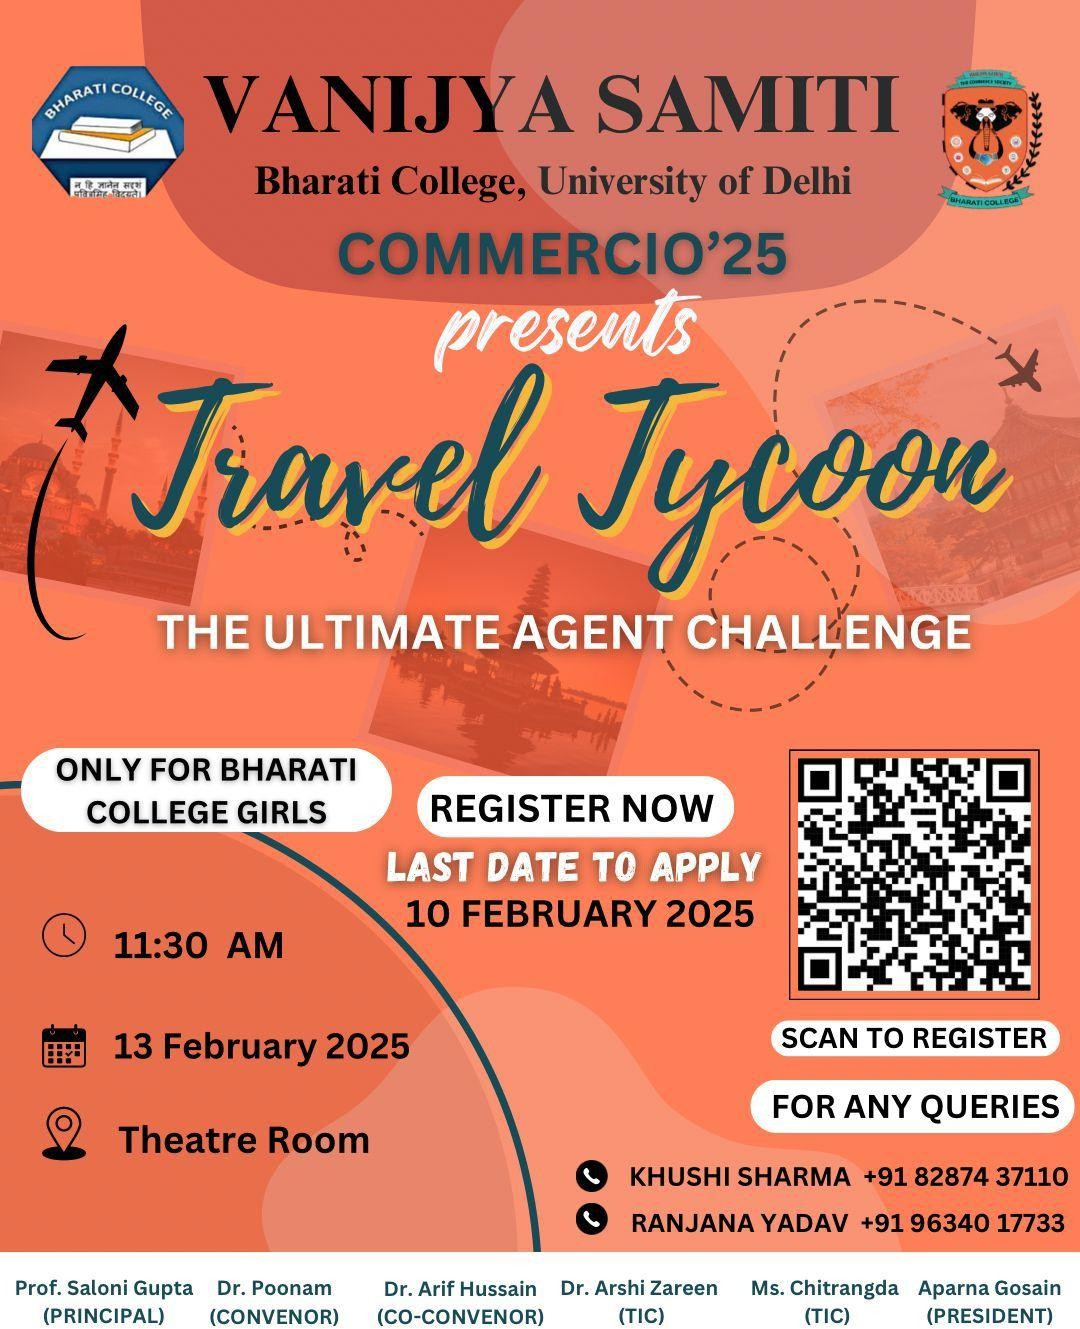 BHARATI COLLEGE
VANIJYA SAMITI
THE COMMERCE SOCIETY
BHARATI COLLEGE
Bharati College, University of Delhi
COMMERCIO’25
presents
Travel Tycoon
THE ULTIMATE AGENT CHALLENGE
ONLY FOR BHARATI
COLLEGE GIRLS
REGISTER NOW
LAST DATE TO APPLY
10 FEBRUARY 2025
11:30 AM
13 February 2025
Theatre Room
SCAN TO REGISTER
FOR ANY QUERIES
KHUSHI SHARMA +91 82874 37110
RANJANA YADAV +91 96340 17733
Prof. Saloni Gupta
(PRINCIPAL)
Dr. Poonam
(CONVENOR)
Dr. Arif Hussain
(CO-CONVENOR)
Dr. Arshi Zareen
(TIC)
Ms. Chitrangda
(TIC)
Aparna Gosain
(PRESIDENT)